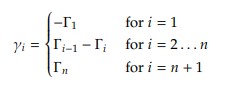 −Γ₁ for i = 1
γᵢ = { Γᵢ₋₁ − Γᵢ for i = 2 … n
Γₙ for i = n + 1